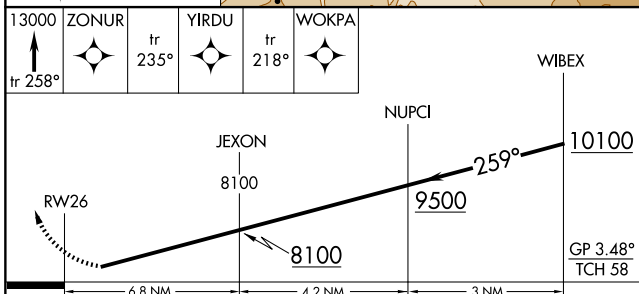 13000 ZONUR tr 235° YIRDU tr 218° WOKPA
tr 258°
WIBEX
NUPCI
JEXON
10100
259°
8100
RW26
9500
8100
GP 3.48°
TCH 58
6.8 NM 4.2 NM 3 NM